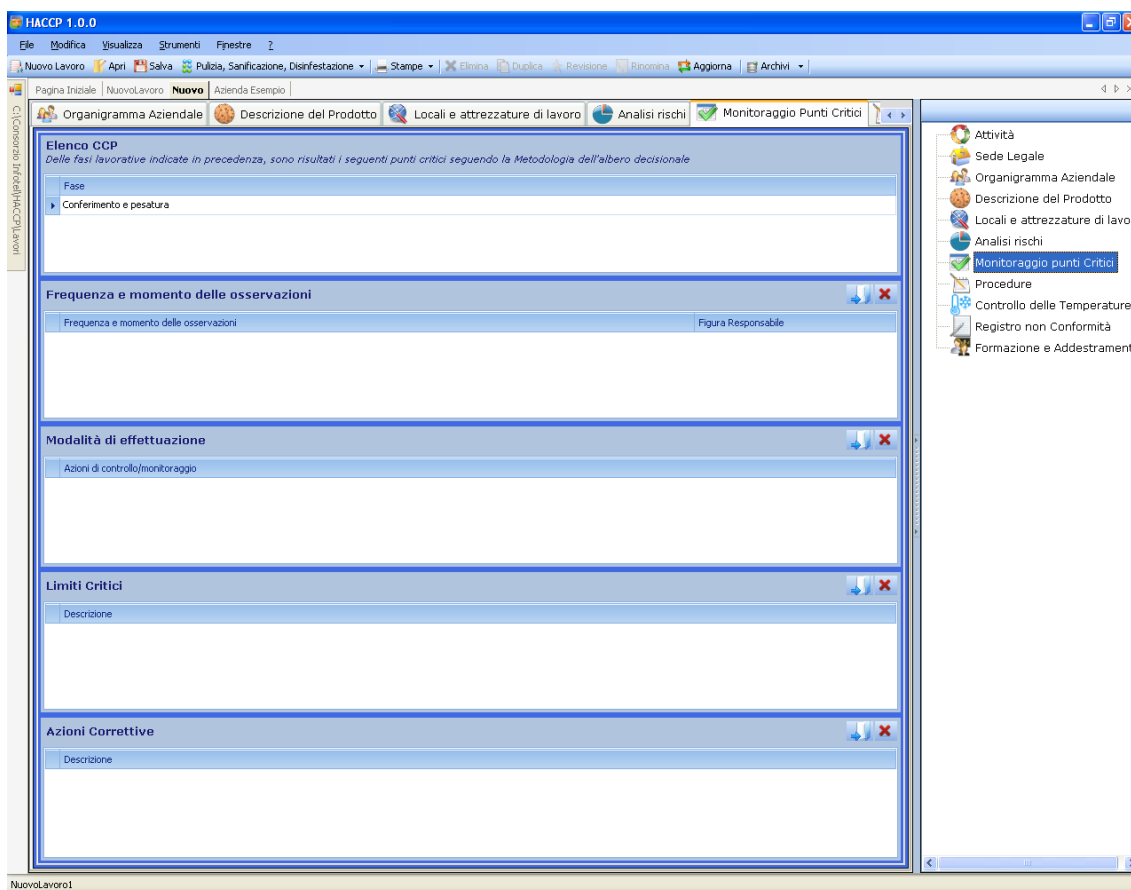 HACCP 1.0.0
File Modifica Visualizza Strumenti Finestre ?
Nuovo Lavoro Apri Salva Pulizia, Sanificazione, Disinfestazione Stampe Elimina Duplica Revisione Rinomina Aggiorna Archivi
Pagina Iniziale NuovoLavoro Nuovo Azienda Esempio
C:\Consorzio Infotel\HACCP\Lavori
Organigramma Aziendale Descrizione del Prodotto Locali e attrezzature di lavoro Analisi rischi Monitoraggio Punti Critici
Elenco CCP
Delle fasi lavorative indicate in precedenza, sono risultati i seguenti punti critici seguendo la Metodologia dell'albero decisionale
Fase
Conferimento e pesatura
Frequenza e momento delle osservazioni
Frequenza e momento delle osservazioni Figura Responsabile
Modalità di effettuazione
Azioni di controllo/monitoraggio
Limiti Critici
Descrizione
Azioni Correttive
Descrizione
Attività
Sede Legale
Organigramma Aziendale
Descrizione del Prodotto
Locali e attrezzature di lavo
Analisi rischi
Monitoraggio punti Critici
Procedure
Controllo delle Temperature
Registro non Conformità
Formazione e Addestrament
NuovoLavoro1